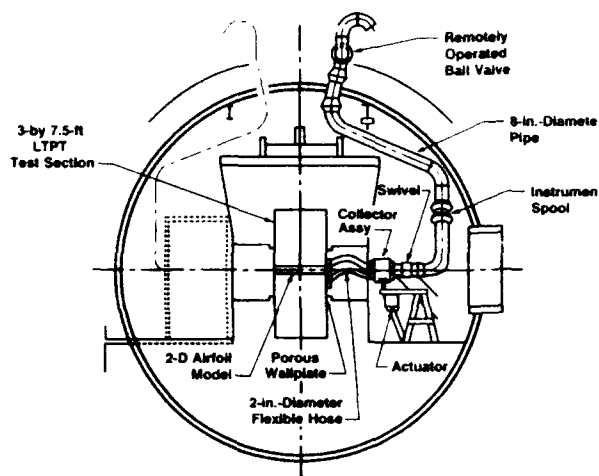 Remotely
Operated
Ball Valve
3-by 7.5-ft
LTPT
Test Section
8-in.-Diamete
Pipe
Swivel
Collector
Assy
Instrumen
Spool
2-D Airfoil
Model
Porous
Wallplate
2-in.-Diameter
Flexible Hose
Actuator